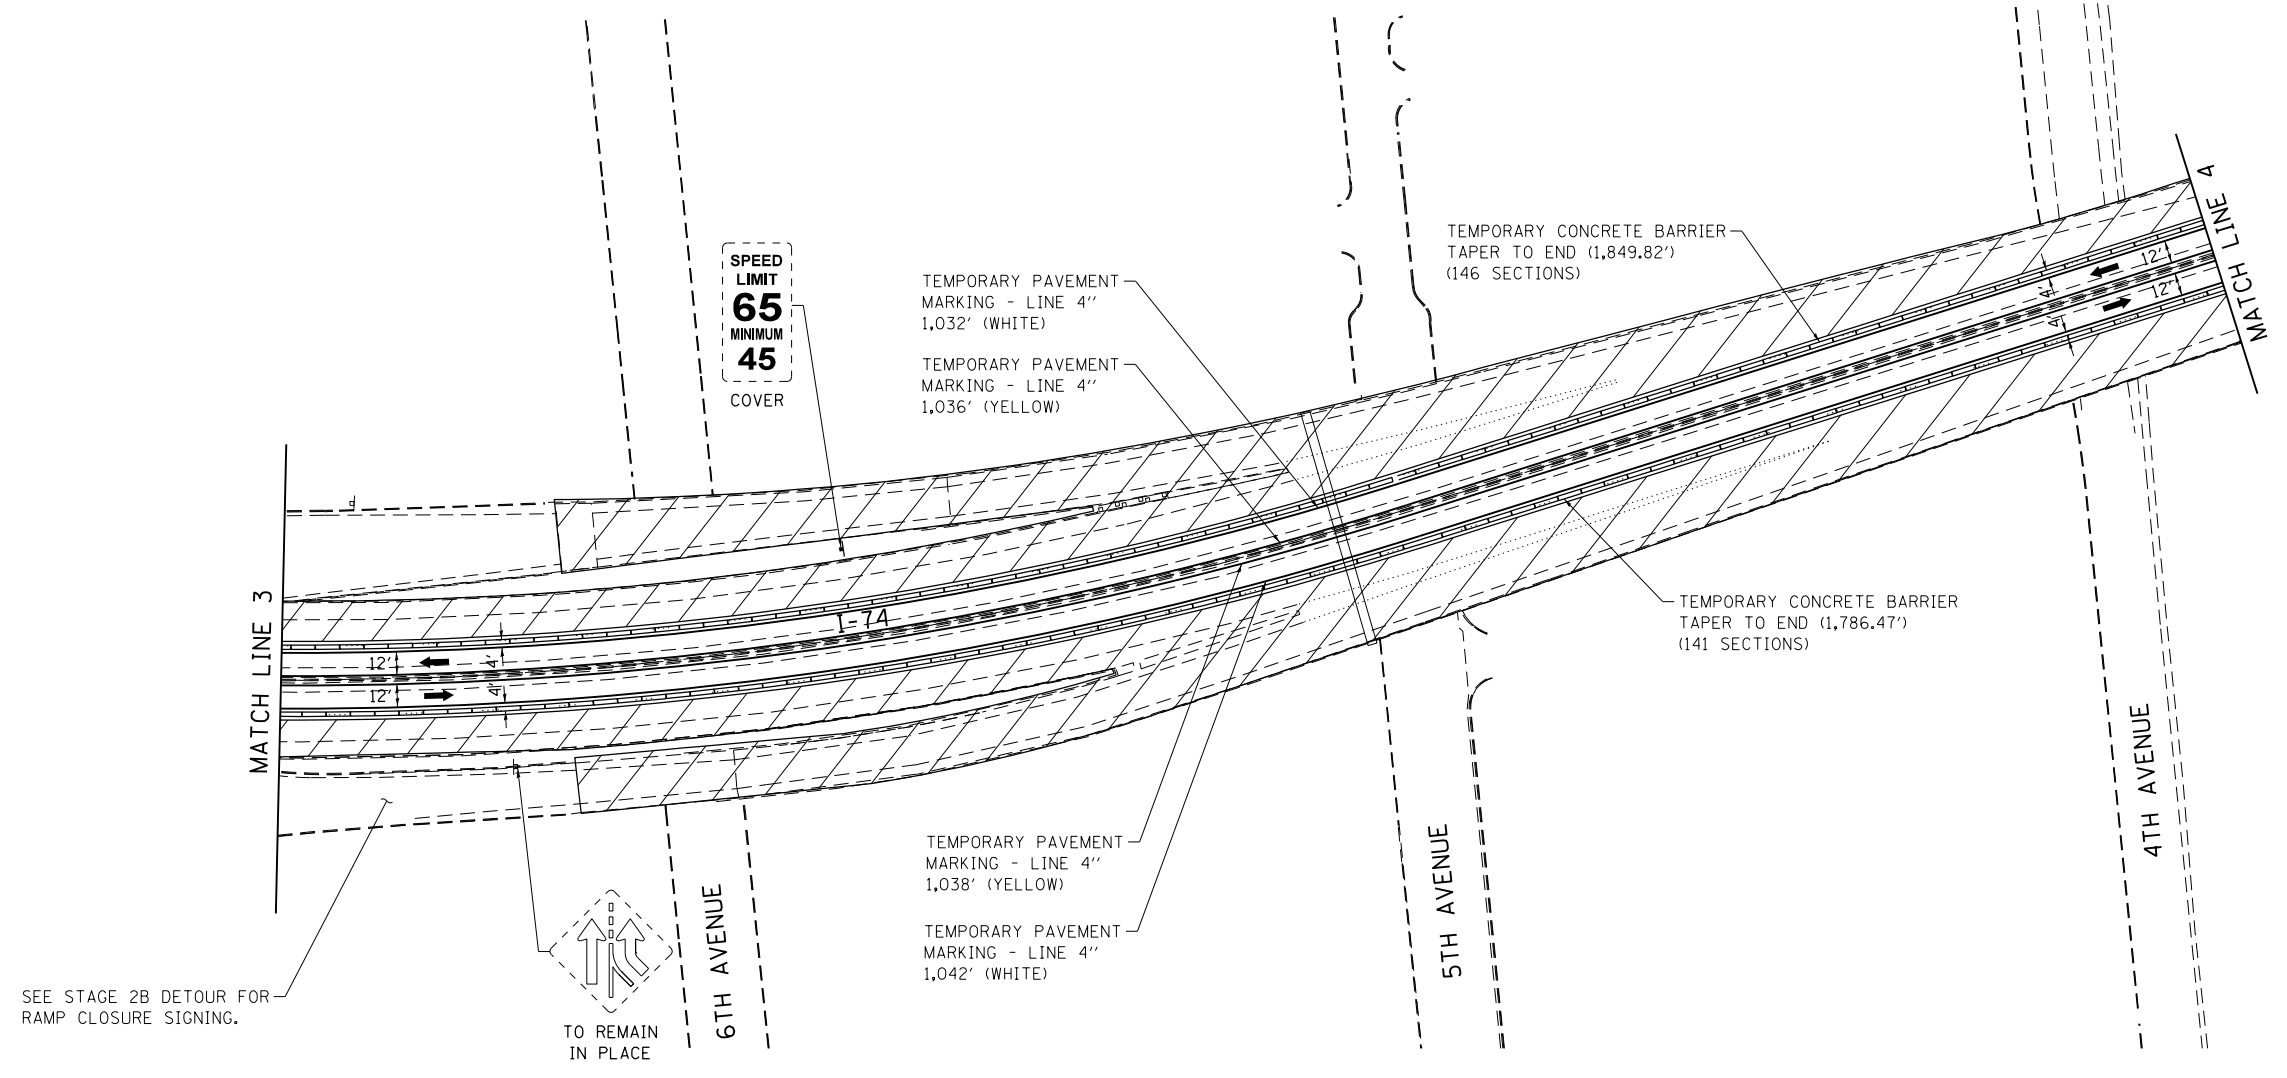 SPEED
LIMIT
65
MINIMUM
45
COVER
TEMPORARY PAVEMENT
MARKING - LINE 4''
1,032' (WHITE)
TEMPORARY PAVEMENT
MARKING - LINE 4''
1,036' (YELLOW)
TEMPORARY CONCRETE BARRIER
TAPER TO END (1,849.82')
(146 SECTIONS)
MATCH LINE 4
12'
12'
4'
4'
MATCH LINE 3
I-74
12'
12'
4'
4'
TEMPORARY CONCRETE BARRIER
TAPER TO END (1,786.47')
(141 SECTIONS)
TEMPORARY PAVEMENT
MARKING - LINE 4''
1,038' (YELLOW)
TEMPORARY PAVEMENT
MARKING - LINE 4''
1,042' (WHITE)
SEE STAGE 2B DETOUR FOR
RAMP CLOSURE SIGNING.
TO REMAIN
IN PLACE
6TH AVENUE
5TH AVENUE
4TH AVENUE